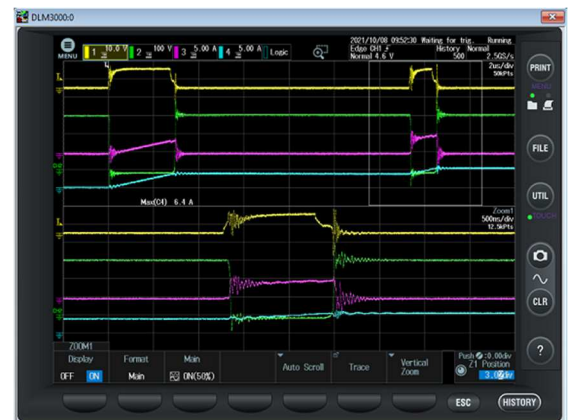 DLM3000:0
MENU
1 10.0 V 2 100 V 3 5.00 A 4 5.00 A Logic
2021/10/08 09:52:30 Waiting for trig. Running
Edge CH1 History Normal
Normal 4.6 V 500 2.5GS/s
2us/div
50kPts
Max(C4) 6.4 A
Zoom1
500ns/div
12.5kPts
ZOOM1
Display Format Main Auto Scroll Trace Vertical Zoom
OFF ON Main ON(50%)
Push :0.00div
Z1 Position
3.00div
PRINT
MENU
FILE
UTIL
TOUCH
CLR
?
ESC
HISTORY